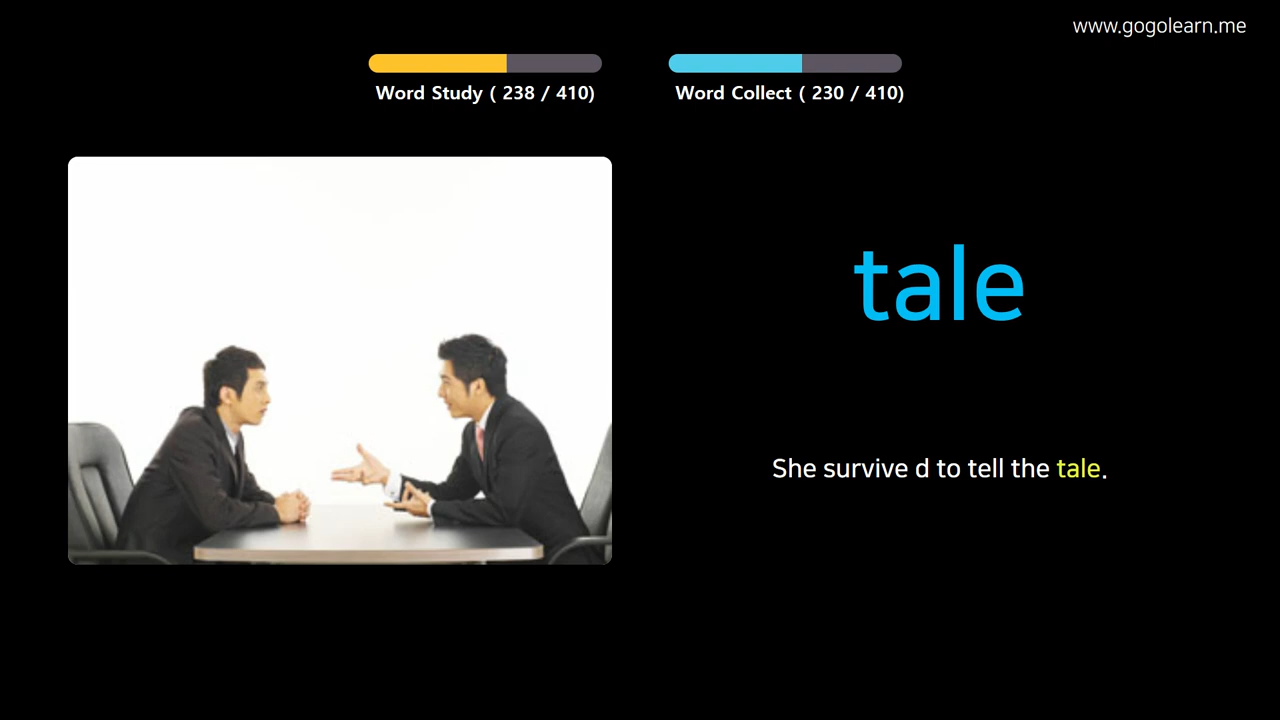 www.gogolearn.me
Word Study ( 238 / 410)
Word Collect ( 230 / 410)
tale
She survive d to tell the tale.